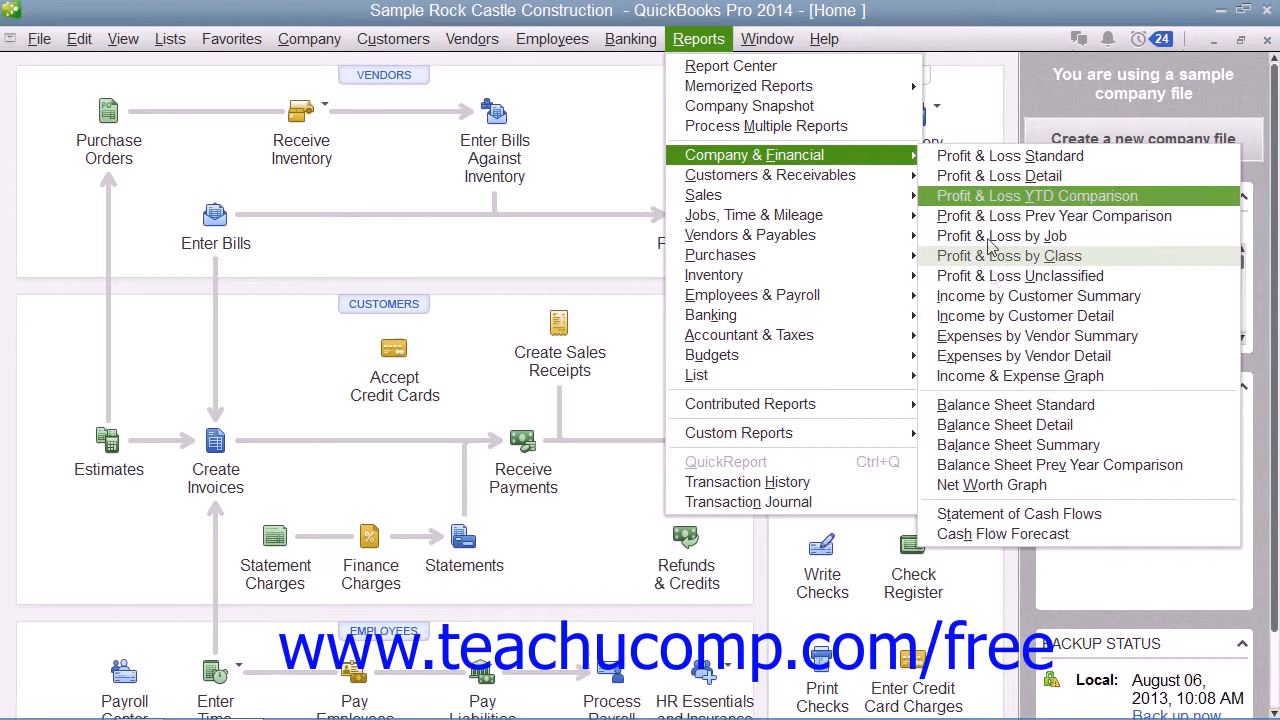 Sample Rock Castle Construction - QuickBooks Pro 2014 - [Home ]
File Edit View Lists Favorites Company Customers Vendors Employees Banking Reports Window Help 24
VENDORS
Purchase
Orders
Receive
Inventory
Enter Bills
Against
Inventory
Enter Bills
CUSTOMERS
Create Sales
Receipts
Accept
Credit Cards
Estimates
Create
Invoices
Receive
Payments
Statement
Charges
Finance
Charges
Statements
Refunds
& Credits
EMPLOYEES
Payroll
Center
Enter
Time
Pay
Employees
Pay
Liabilities
Process
Payroll
HR Essentials
and Insurance
Report Center
Memorized Reports
Company Snapshot
Process Multiple Reports
Company & Financial
Customers & Receivables
Sales
Jobs, Time & Mileage
Vendors & Payables
Purchases
Inventory
Employees & Payroll
Banking
Accountant & Taxes
Budgets
List
Contributed Reports
Custom Reports
QuickReport Ctrl+Q
Transaction History
Transaction Journal
Profit & Loss Standard
Profit & Loss Detail
Profit & Loss YTD Comparison
Profit & Loss Prev Year Comparison
Profit & Loss by Job
Profit & Loss by Class
Profit & Loss Unclassified
Income by Customer Summary
Income by Customer Detail
Expenses by Vendor Summary
Expenses by Vendor Detail
Income & Expense Graph
Balance Sheet Standard
Balance Sheet Detail
Balance Sheet Summary
Balance Sheet Prev Year Comparison
Net Worth Graph
Statement of Cash Flows
Cash Flow Forecast
Write
Checks
Check
Register
Print
Checks
Enter Credit
Card Charges
You are using a sample
company file
Create a new company file
BACKUP STATUS
Local: August 06,
2013, 10:08 AM
Back up now
www.teachucomp.com/free